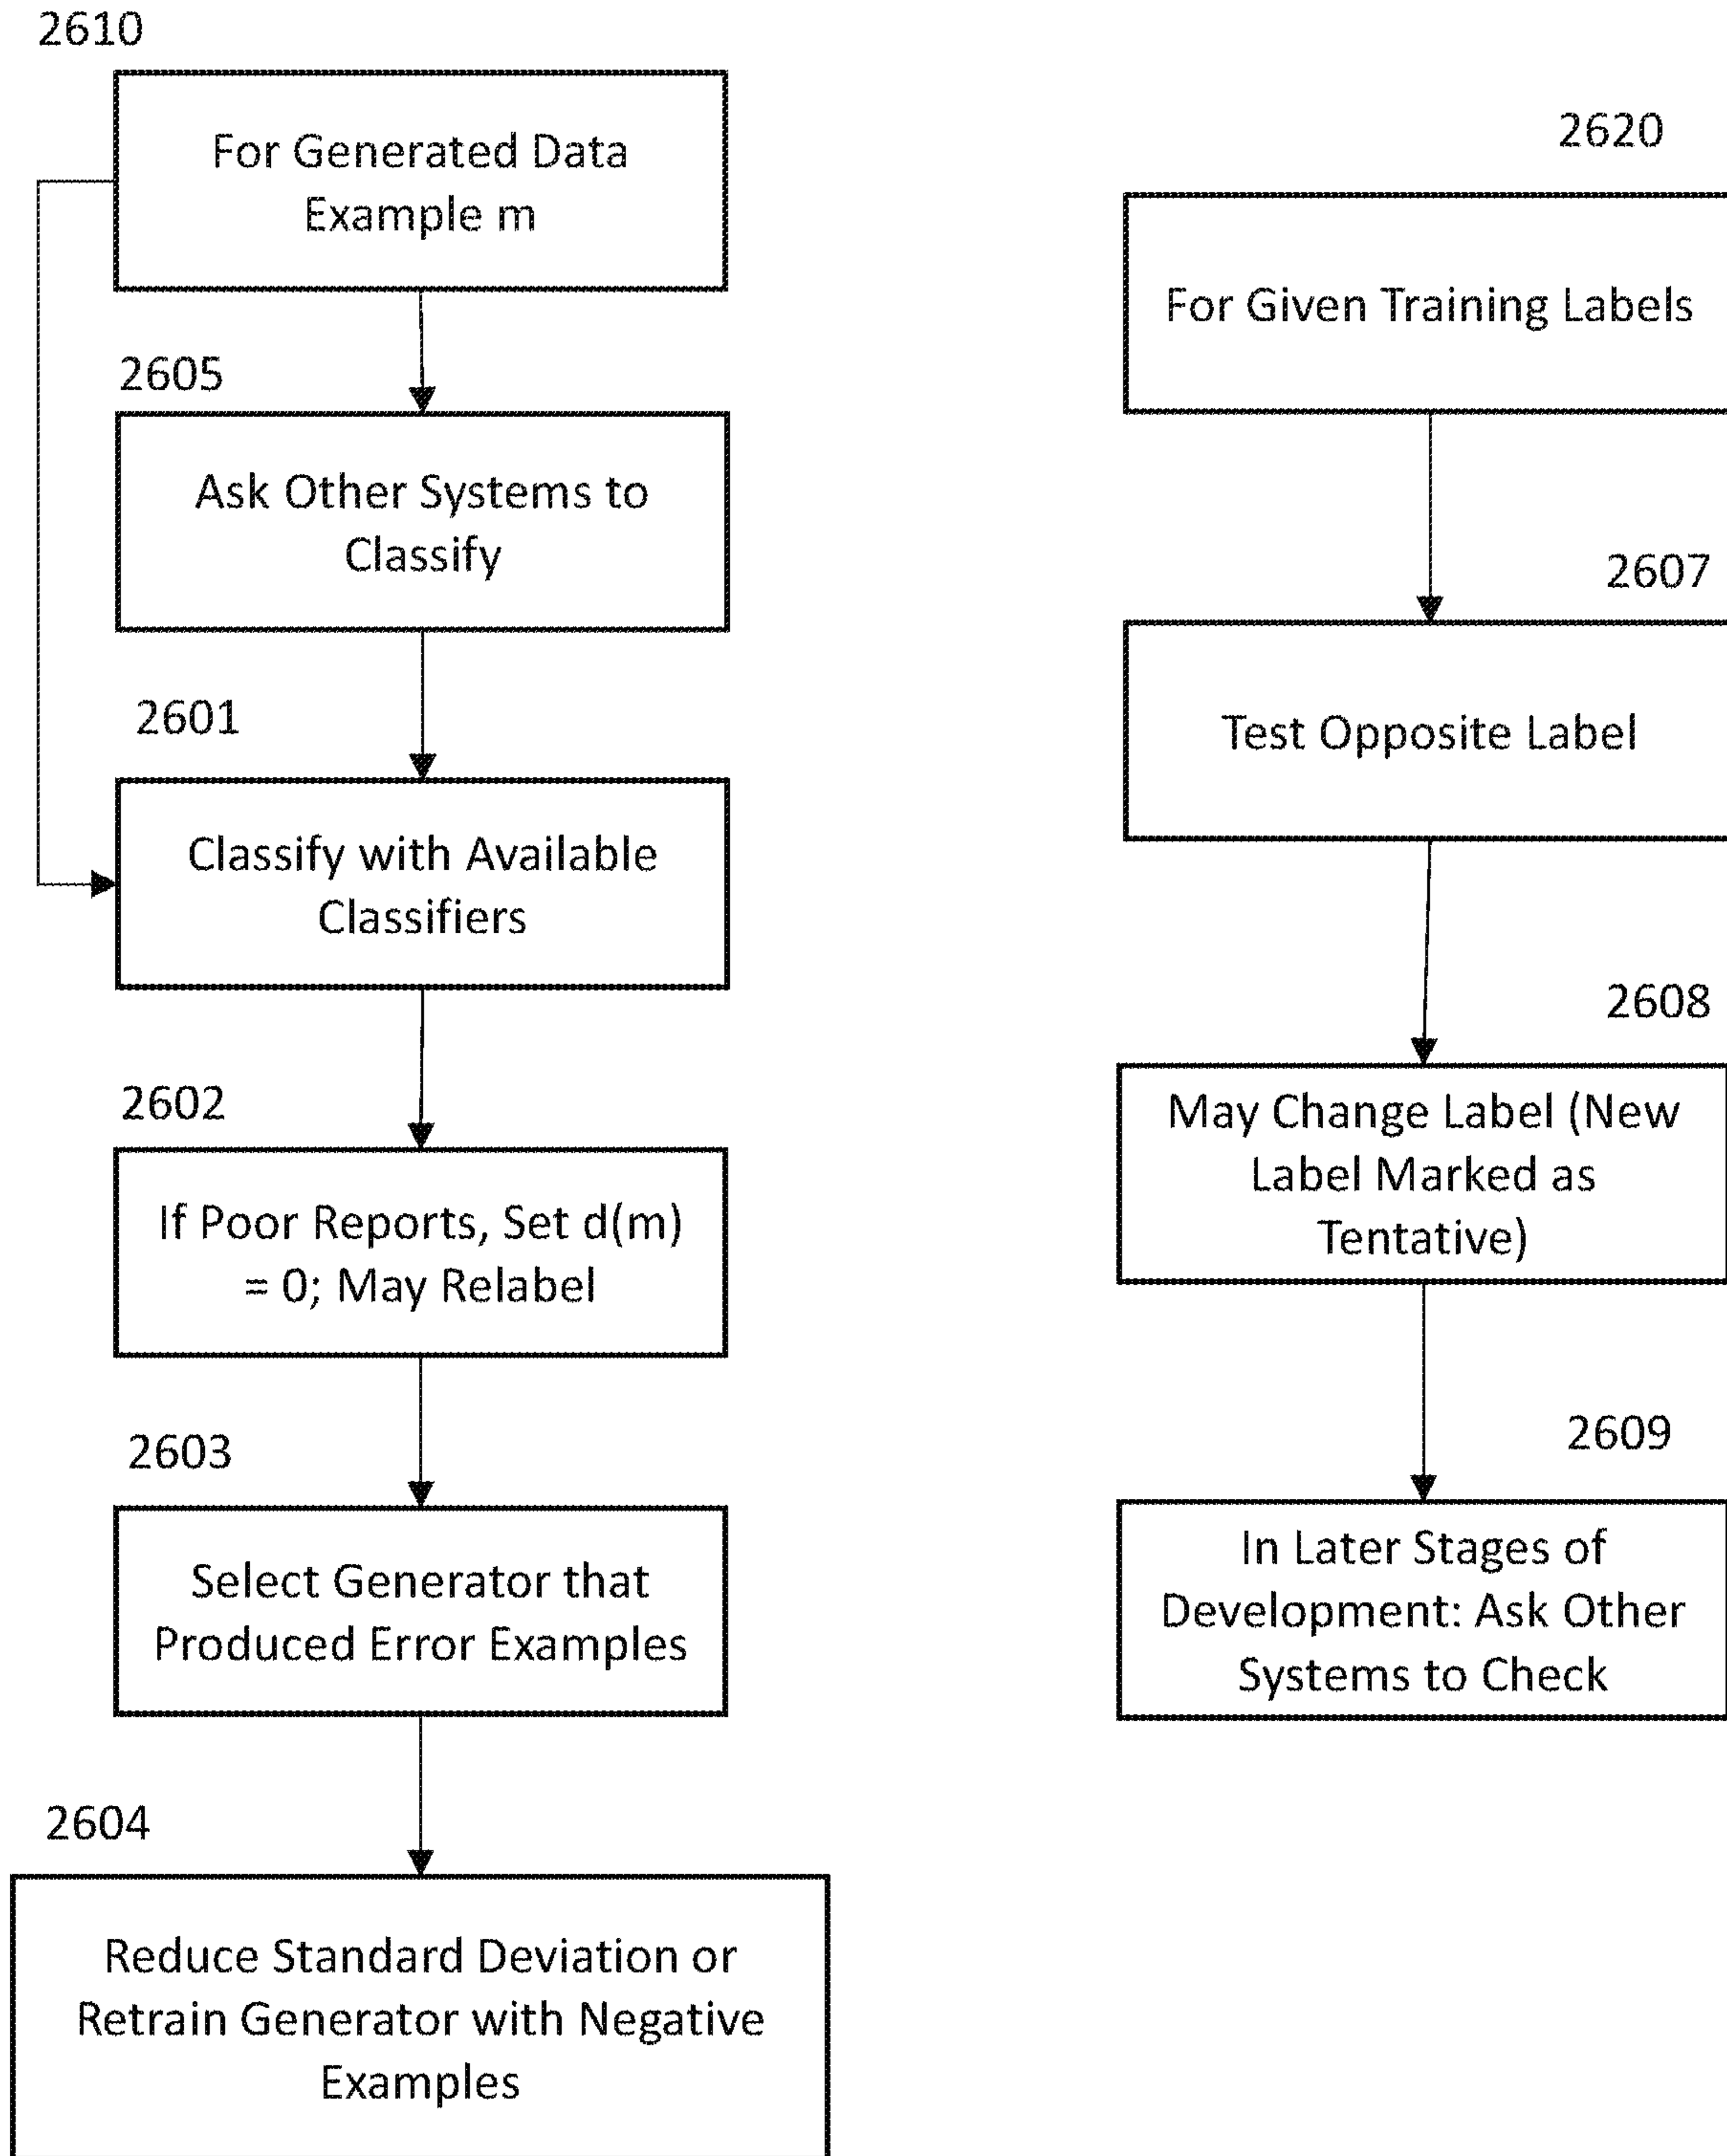 2610
For Generated Data
Example m
2605
Ask Other Systems to
Classify
2601
Classify with Available
Classifiers
2602
If Poor Reports, Set d(m)
= 0; May Relabel
2603
Select Generator that
Produced Error Examples
2604
Reduce Standard Deviation or
Retrain Generator with Negative
Examples
2620
For Given Training Labels
2607
Test Opposite Label
2608
May Change Label (New
Label Marked as
Tentative)
2609
In Later Stages of
Development: Ask Other
Systems to Check